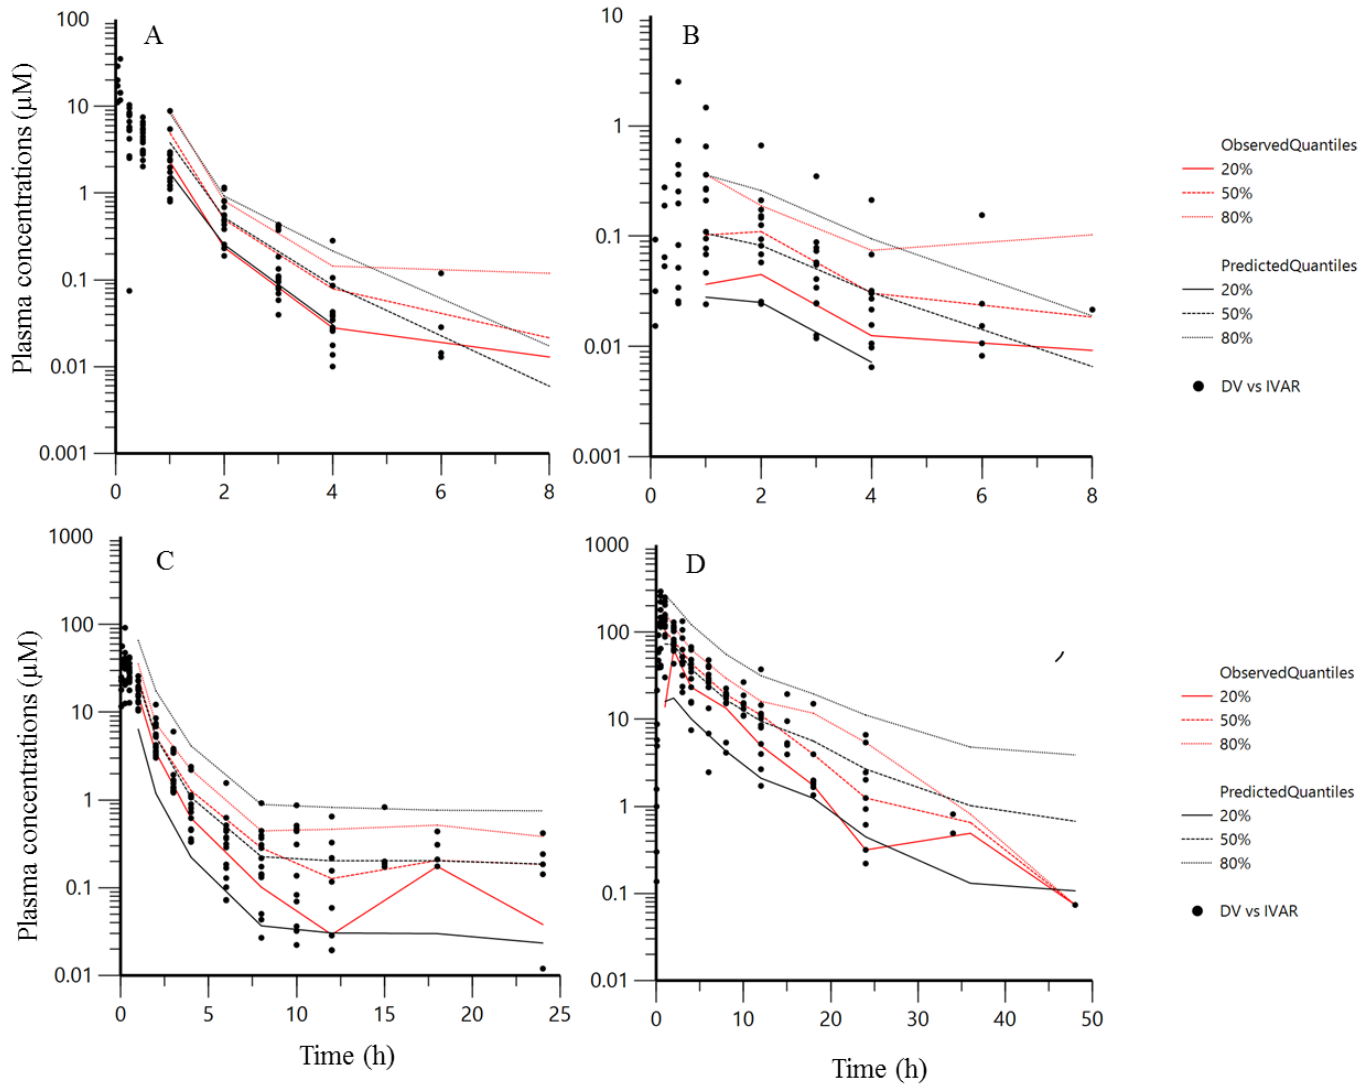 A
100
10
1
0.1
0.01
0.001
0 2 4 6 8
Plasma concentrations (µM)
B
10
1
0.1
0.01
0.001
0 2 4 6 8
ObservedQuantiles
20%
50%
80%
PredictedQuantiles
20%
50%
80%
DV vs IVAR
C
1000
100
10
1
0.1
0.01
0 5 10 15 20 25
Plasma concentrations (µM)
Time (h)
D
1000
100
10
1
0.1
0.01
0 10 20 30 40 50
Time (h)
ObservedQuantiles
20%
50%
80%
PredictedQuantiles
20%
50%
80%
DV vs IVAR